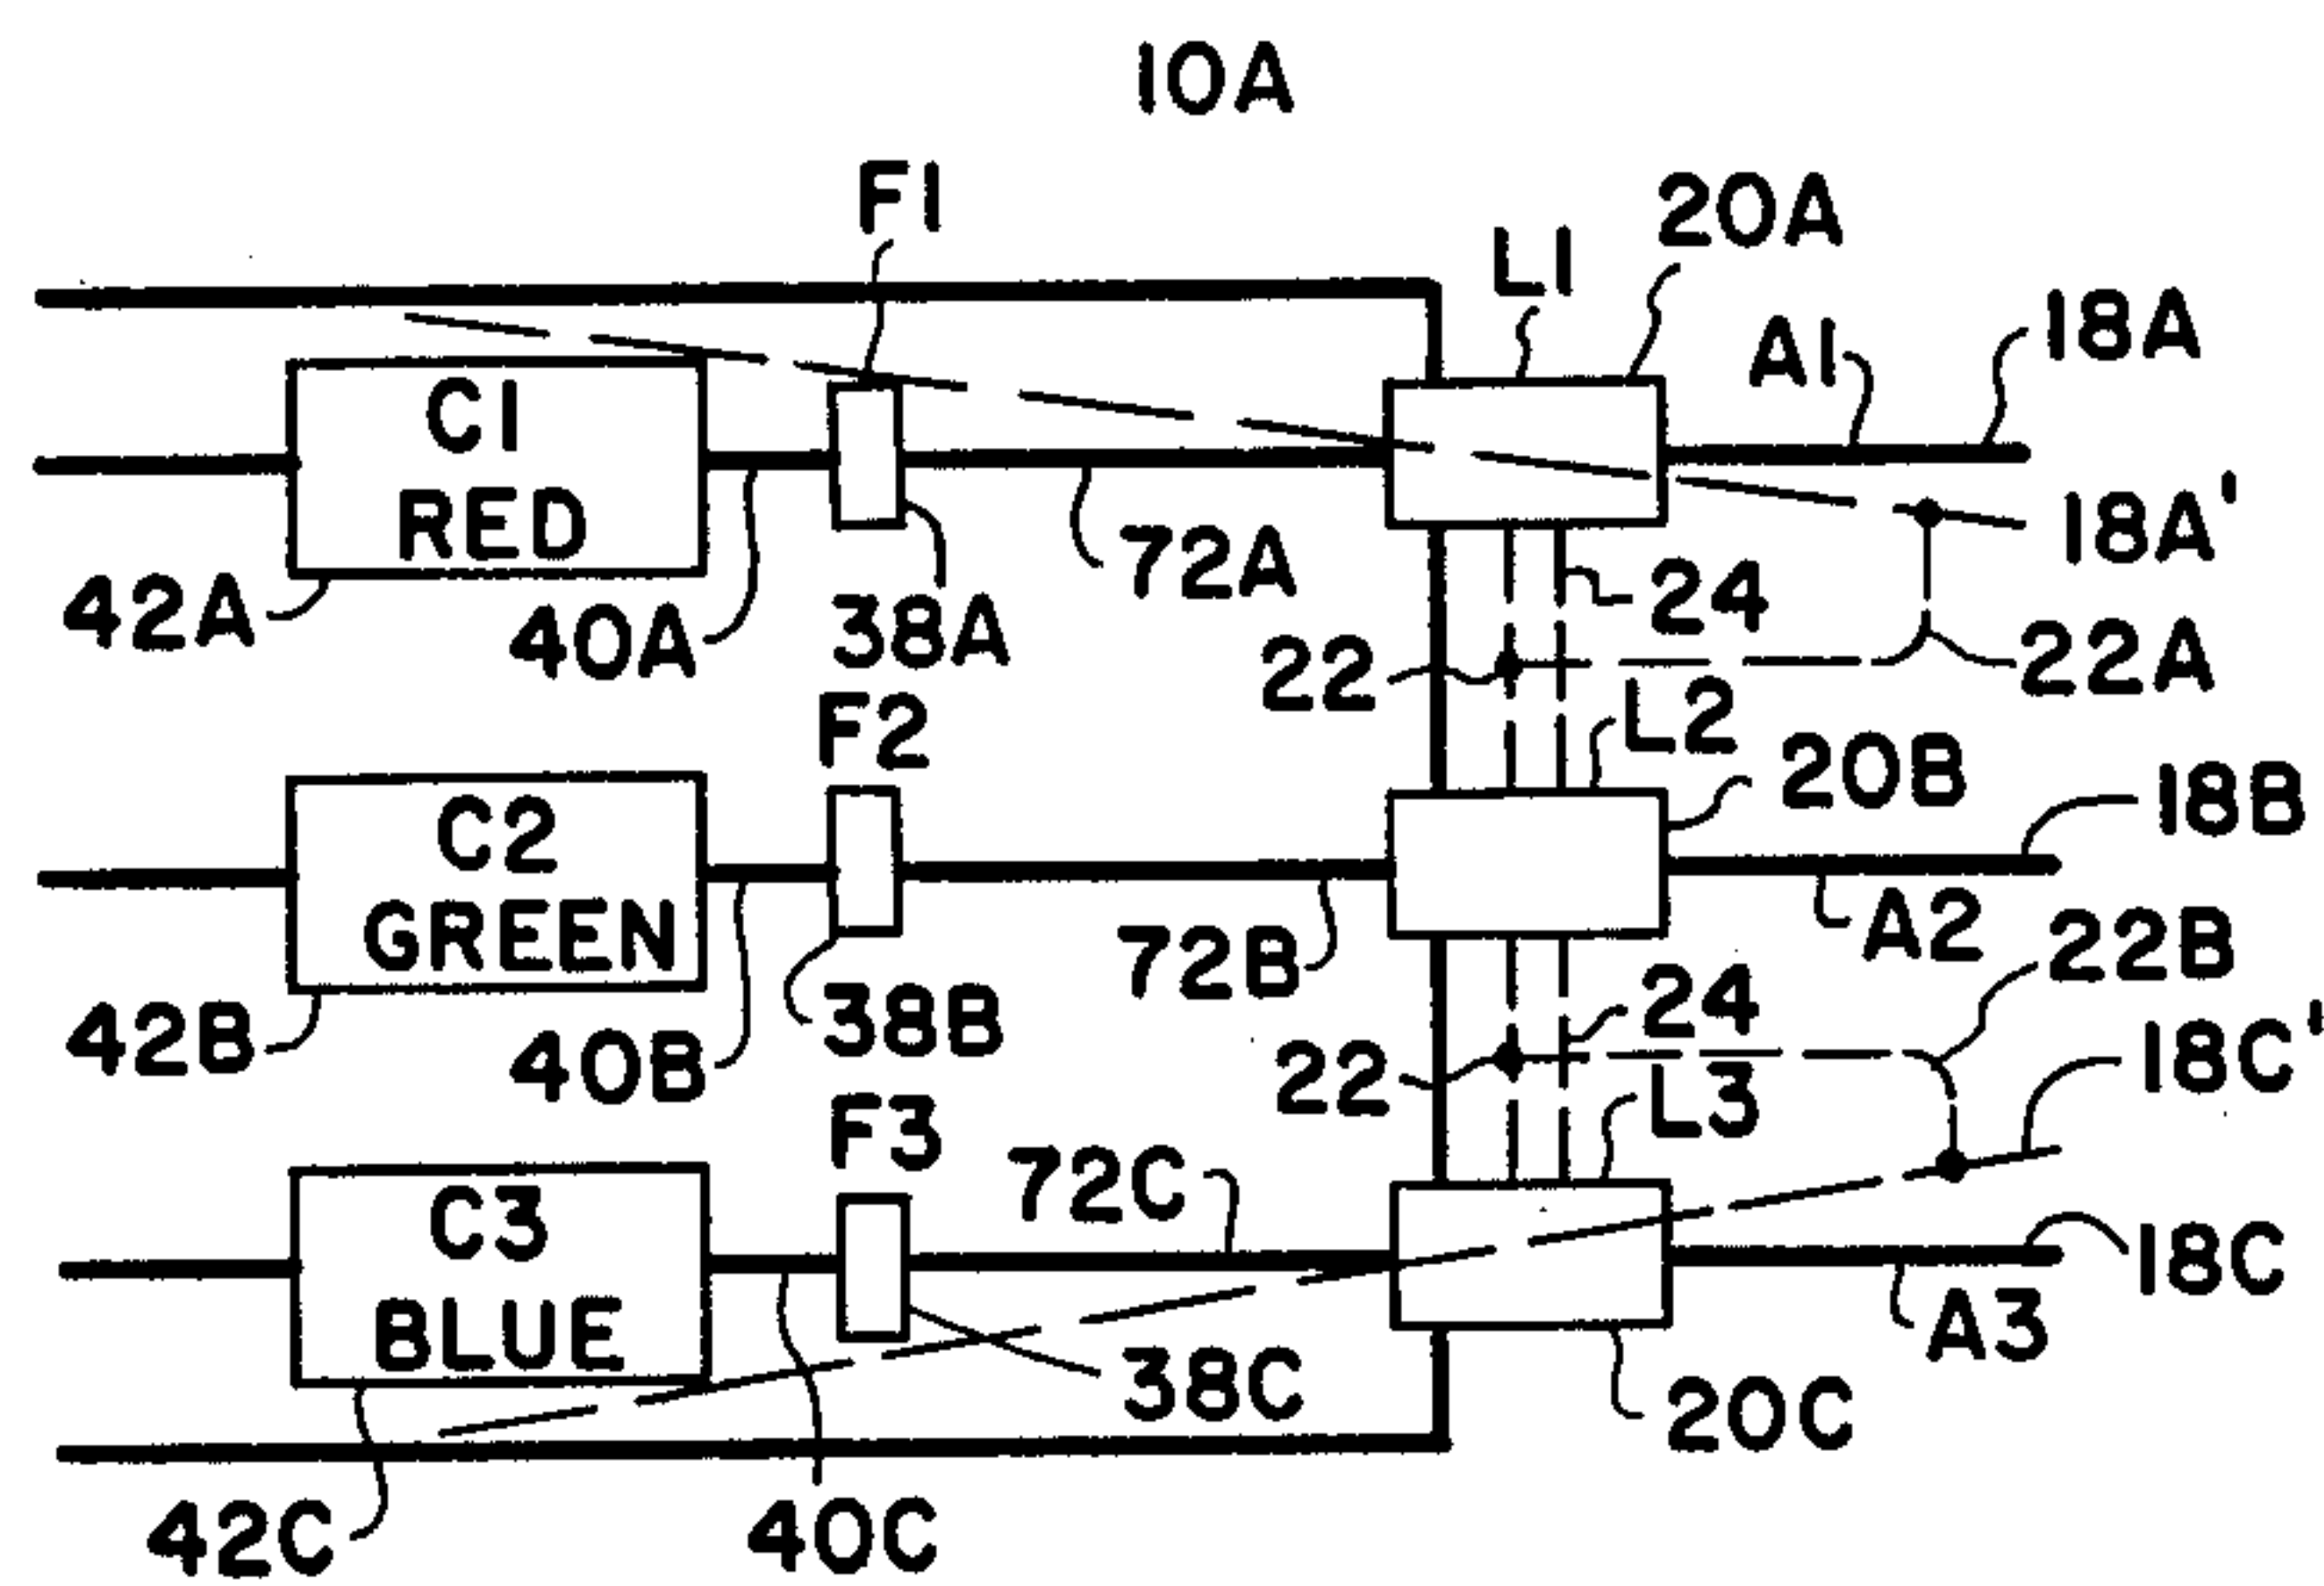 10A
F1
L1
20A
A1
18A
C1
RED
18A'
42A
40A
38A
72A
24
22
22A
F2
L2
20B
18B
C2
GREEN
72B
A2
22B
42B
40B
38B
22
24
18C'
F3
72C
L3
C3
BLUE
18C
A3
38C
20C
42C
40C